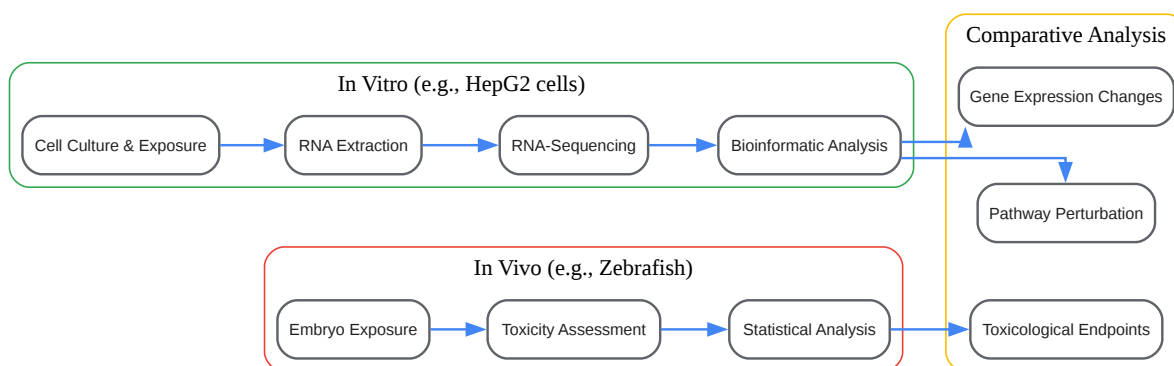 Comparative Analysis
In Vitro (e.g., HepG2 cells)
Gene Expression Changes
Cell Culture & Exposure
RNA Extraction
RNA-Sequencing
Bioinformatic Analysis
Pathway Perturbation
In Vivo (e.g., Zebrafish)
Embryo Exposure
Toxicity Assessment
Statistical Analysis
Toxicological Endpoints